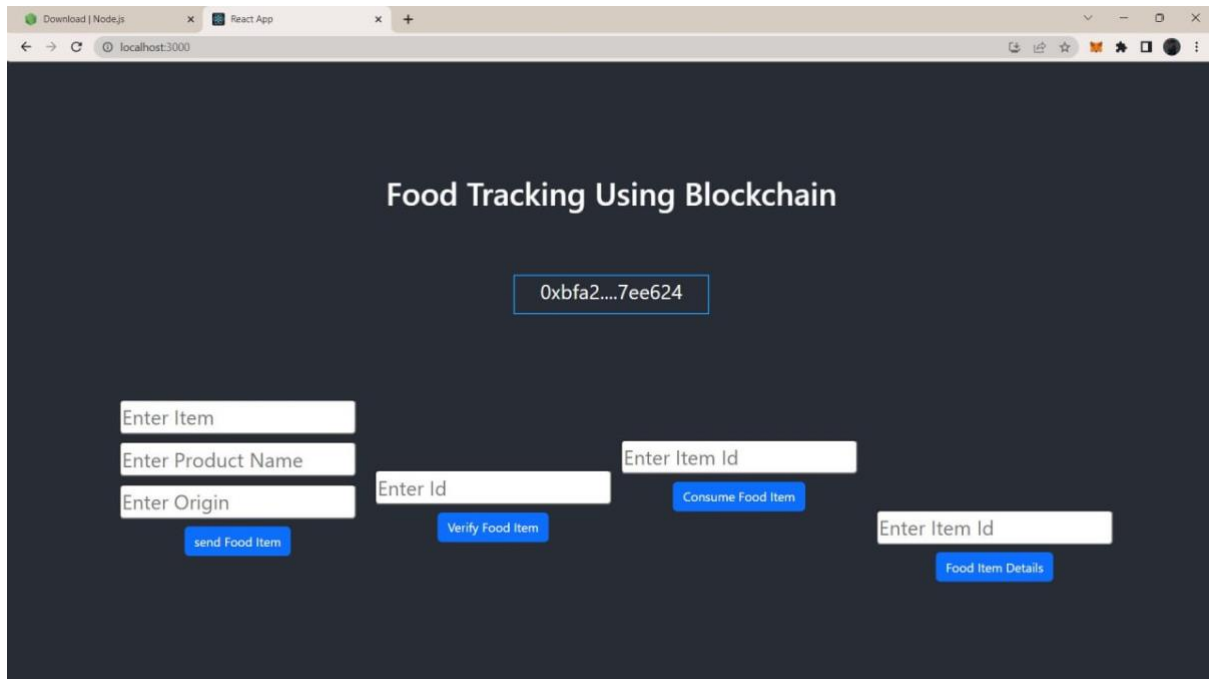 Download | Node.js
React App
localhost:3000
Food Tracking Using Blockchain
0xbfa2....7ee624
Enter Item
Enter Product Name
Enter Origin
send Food Item
Enter Id
Verify Food Item
Enter Item Id
Consume Food Item
Enter Item Id
Food Item Details